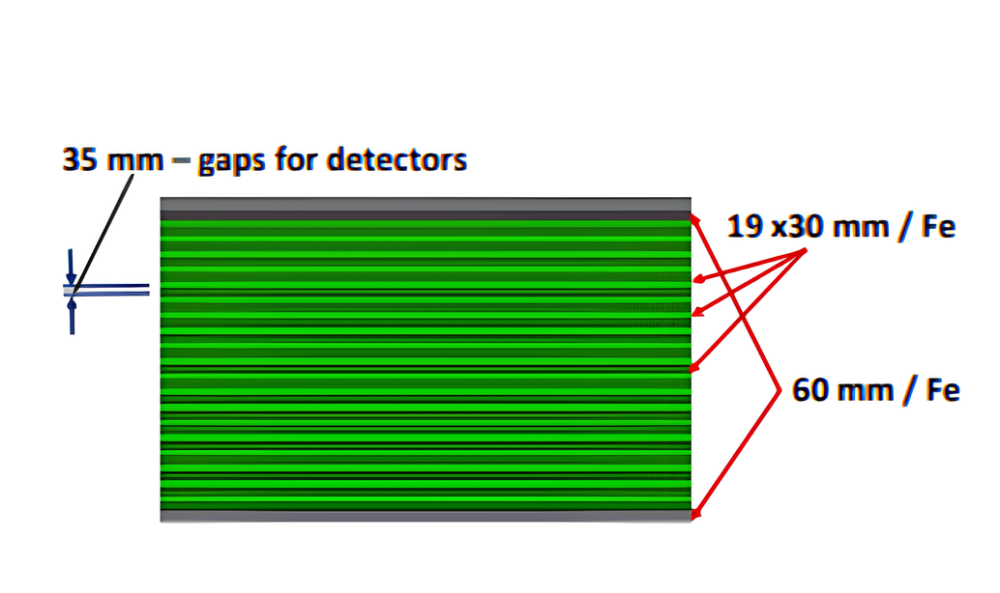 35 mm – gaps for detectors
19 x30 mm / Fe
60 mm / Fe